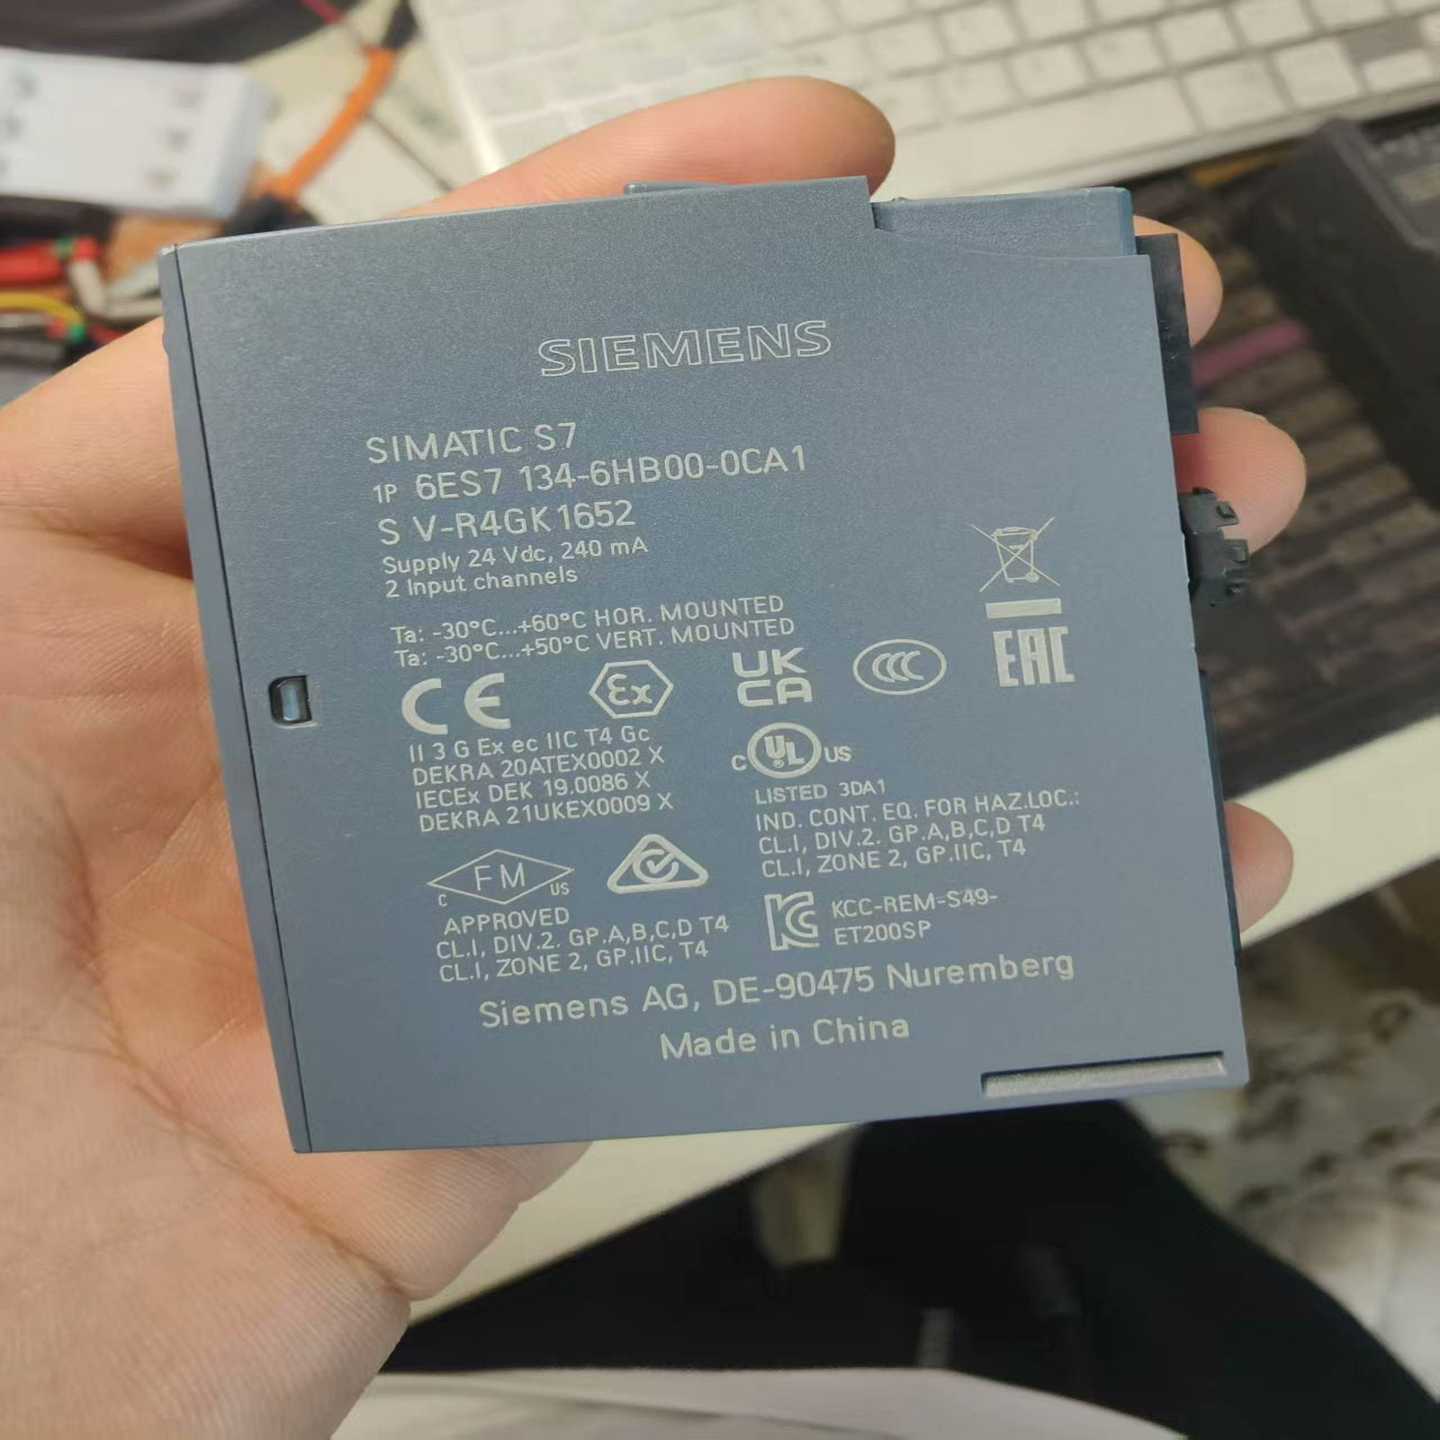 SIEMENS
SIMATIC S7
1P 6ES7 134-6HB00-0CA1
S V-R4GK1652
Supply 24 Vdc, 240 mA
2 Input channels
Ta: -30°C...+60°C HOR. MOUNTED
Ta: -30°C...+50°C VERT. MOUNTED
CE Ex UK CA CCC EAC
II 3 G Ex ec IIC T4 Gc
DEKRA 20ATEX0002 X
IECEx DEK 19.0086 X
DEKRA 21UKEX0009 X
C UL US
LISTED 3DA1
IND. CONT. EQ. FOR HAZ.LOC.:
CL.I, DIV.2. GP.A,B,C,D T4
CL.I, ZONE 2, GP.IIC, T4
C FM US
APPROVED
CL.I, DIV.2. GP.A,B,C,D T4
CL.I, ZONE 2, GP.IIC, T4
KCC-REM-S49-
ET200SP
Siemens AG, DE-90475 Nuremberg
Made in China